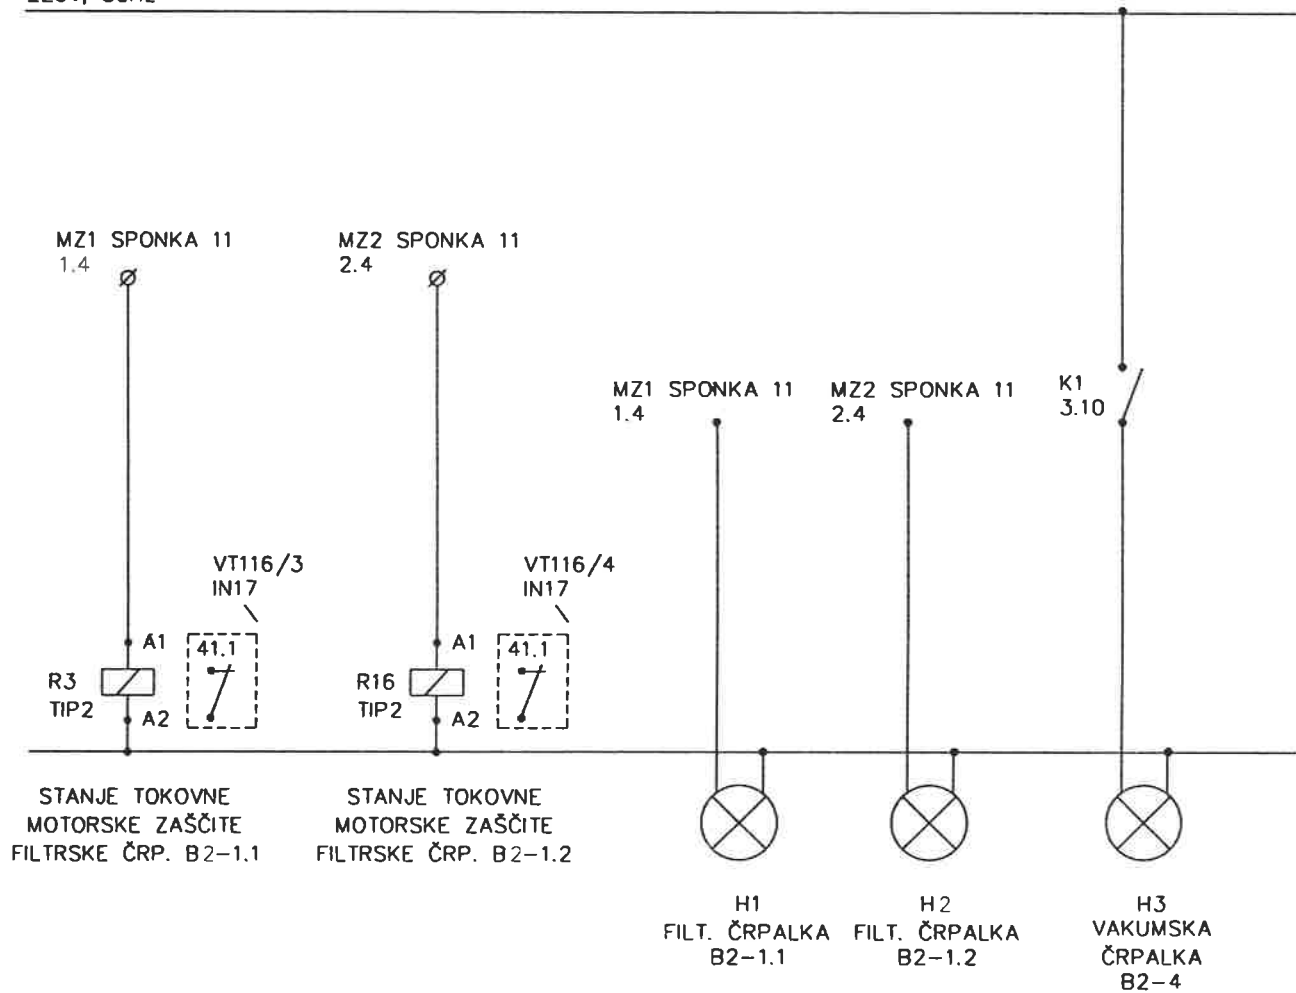 MZ1 SPONKA 11
1.4
MZ2 SPONKA 11
2.4
MZ1 SPONKA 11
1.4
MZ2 SPONKA 11
2.4
K1
3.10
VT116/3
IN17
VT116/4
IN17
A1
41.1
R3
TIP2
A2
A1
41.1
R16
TIP2
A2
STANJE TOKOVNE
MOTORSKE ZAŠČITE
FILTRSKE ČRP. B2-1.1
STANJE TOKOVNE
MOTORSKE ZAŠČITE
FILTRSKE ČRP. B2-1.2
H1
FILT. ČRPALKA
B2-1.1
H2
FILT. ČRPALKA
B2-1.2
H3
VAKUMSKA
ČRPALKA
B2-4